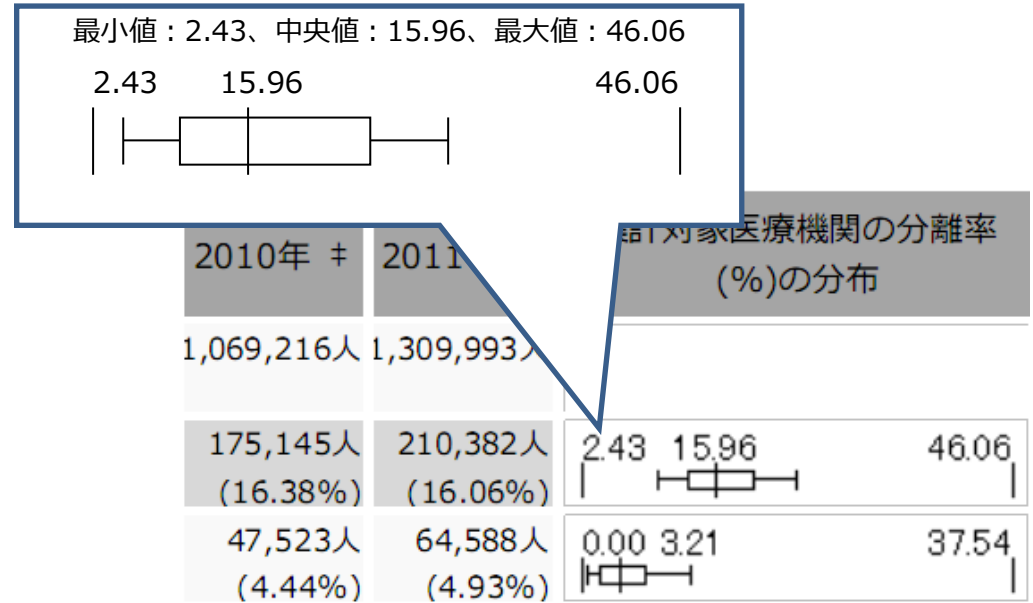 最小値：2.43、中央値：15.96、最大値：46.06
2.43 15.96 46.06
2010年 ‡ 2011 計対象医療機関の分離率
(%)の分布
1,069,216人 1,309,993人
175,145人 210,382人 2.43 15.96 46.06
(16.38%) (16.06%)
47,523人 64,588人 0.00 3.21 37.54
(4.44%) (4.93%)